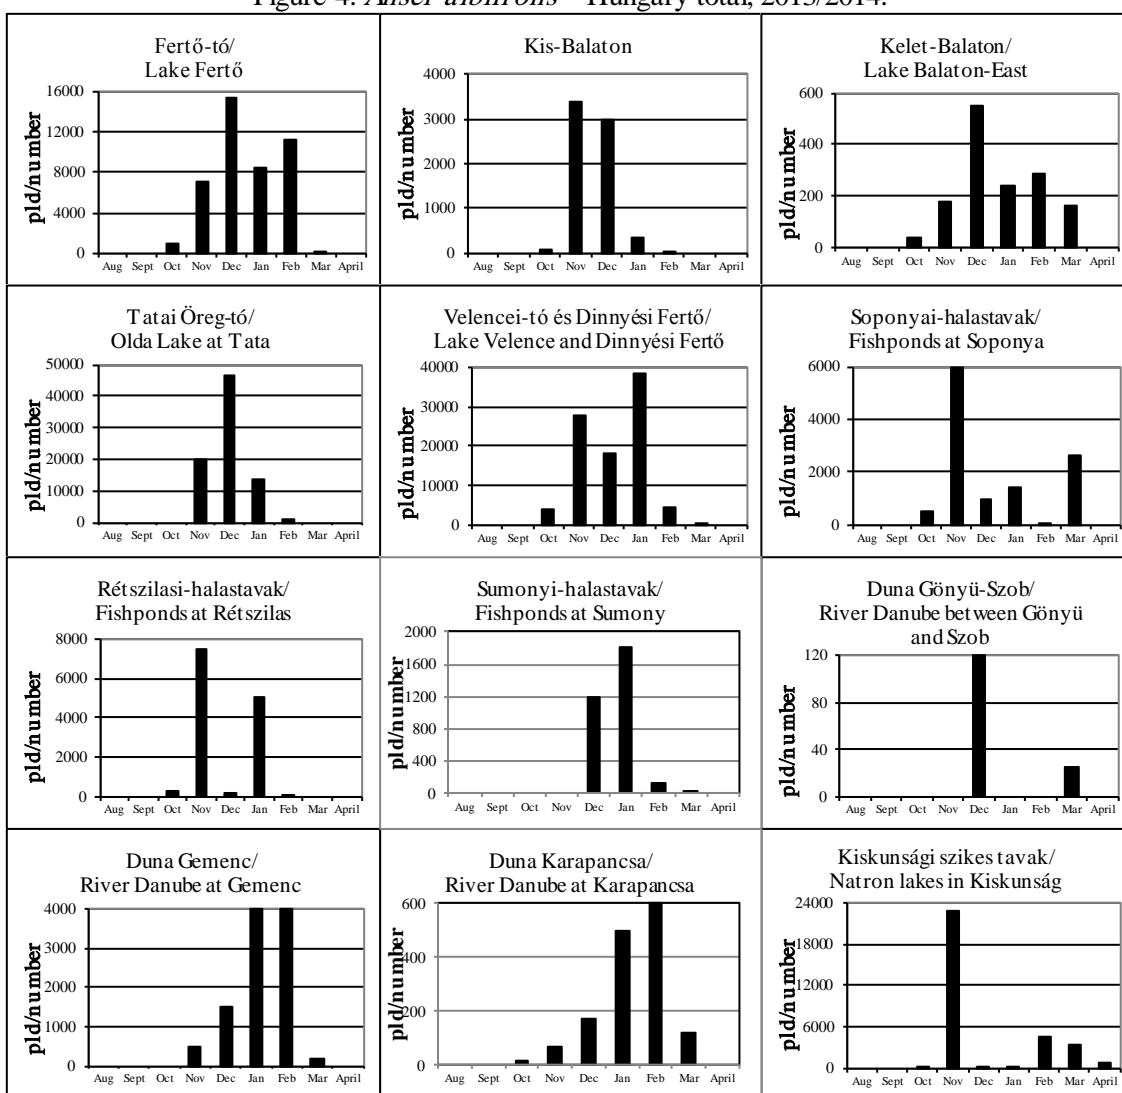 Figure 4. Anser albifrons – Hungary total, 2013/2014.
Fertő-tó/
Lake Fertő
pld/number
16000
12000
8000
4000
0
Aug Sept Oct Nov Dec Jan Feb Mar April
Kis-Balaton
pld/number
4000
3000
2000
1000
0
Aug Sept Oct Nov Dec Jan Feb Mar April
Kelet-Balaton/
Lake Balaton-East
pld/number
600
400
200
0
Aug Sept Oct Nov Dec Jan Feb Mar April
Tatai Öreg-tó/
Olda Lake at Tata
pld/number
50000
40000
30000
20000
10000
0
Aug Sept Oct Nov Dec Jan Feb Mar April
Velencei-tó és Dinnyési Fertő/
Lake Velence and Dinnyési Fertő
pld/number
40000
30000
20000
10000
0
Aug Sept Oct Nov Dec Jan Feb Mar April
Soponyai-halastavak/
Fishponds at Soponya
pld/number
6000
4000
2000
0
Aug Sept Oct Nov Dec Jan Feb Mar April
Rétszilasi-halastavak/
Fishponds at Rétszilas
pld/number
8000
6000
4000
2000
0
Aug Sept Oct Nov Dec Jan Feb Mar April
Sumonyi-halastavak/
Fishponds at Sumony
pld/number
2000
1600
1200
800
400
0
Aug Sept Oct Nov Dec Jan Feb Mar April
Duna Gönyü-Szob/
River Danube between Gönyü
and Szob
pld/number
120
80
40
0
Aug Sept Oct Nov Dec Jan Feb Mar April
Duna Gemenc/
River Danube at Gemenc
pld/number
4000
3000
2000
1000
0
Aug Sept Oct Nov Dec Jan Feb Mar April
Duna Karapancsa/
River Danube at Karapancsa
pld/number
600
400
200
0
Aug Sept Oct Nov Dec Jan Feb Mar April
Kiskunsági szikes tavak/
Natron lakes in Kiskunság
pld/number
24000
18000
12000
6000
0
Aug Sept Oct Nov Dec Jan Feb Mar April